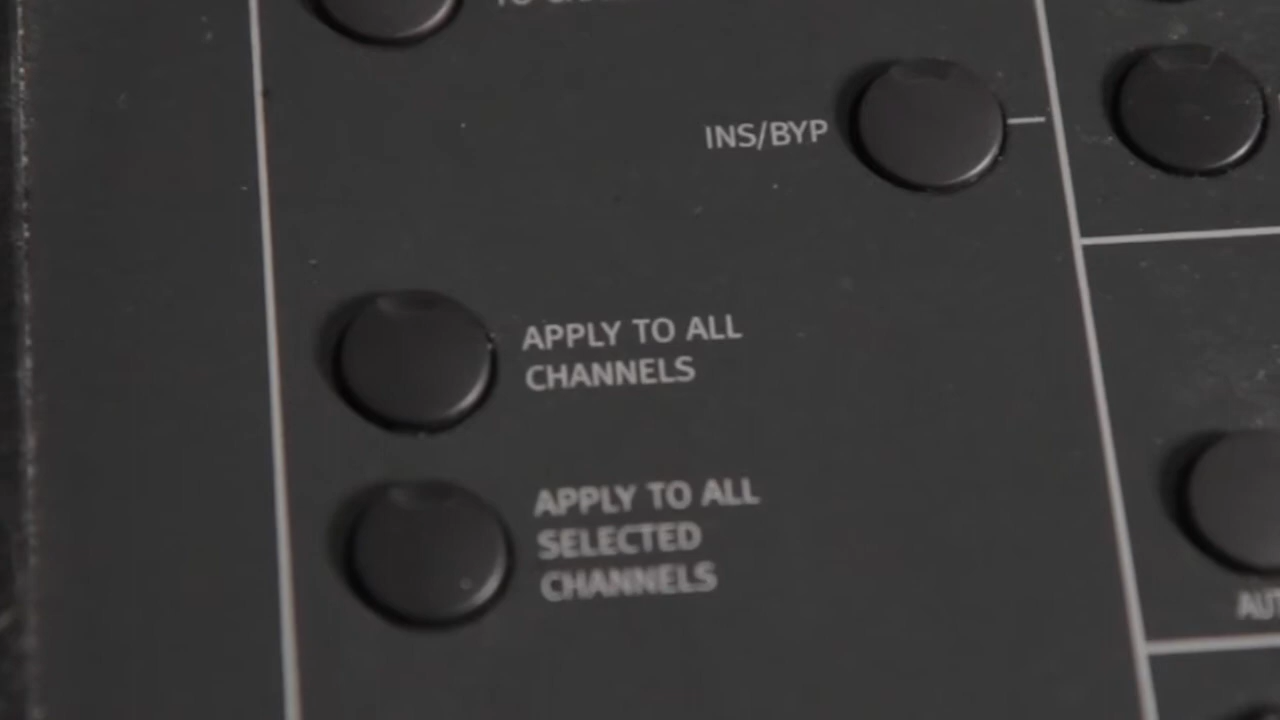 INS/BYP
APPLY TO ALL
CHANNELS
APPLY TO ALL
SELECTED
CHANNELS